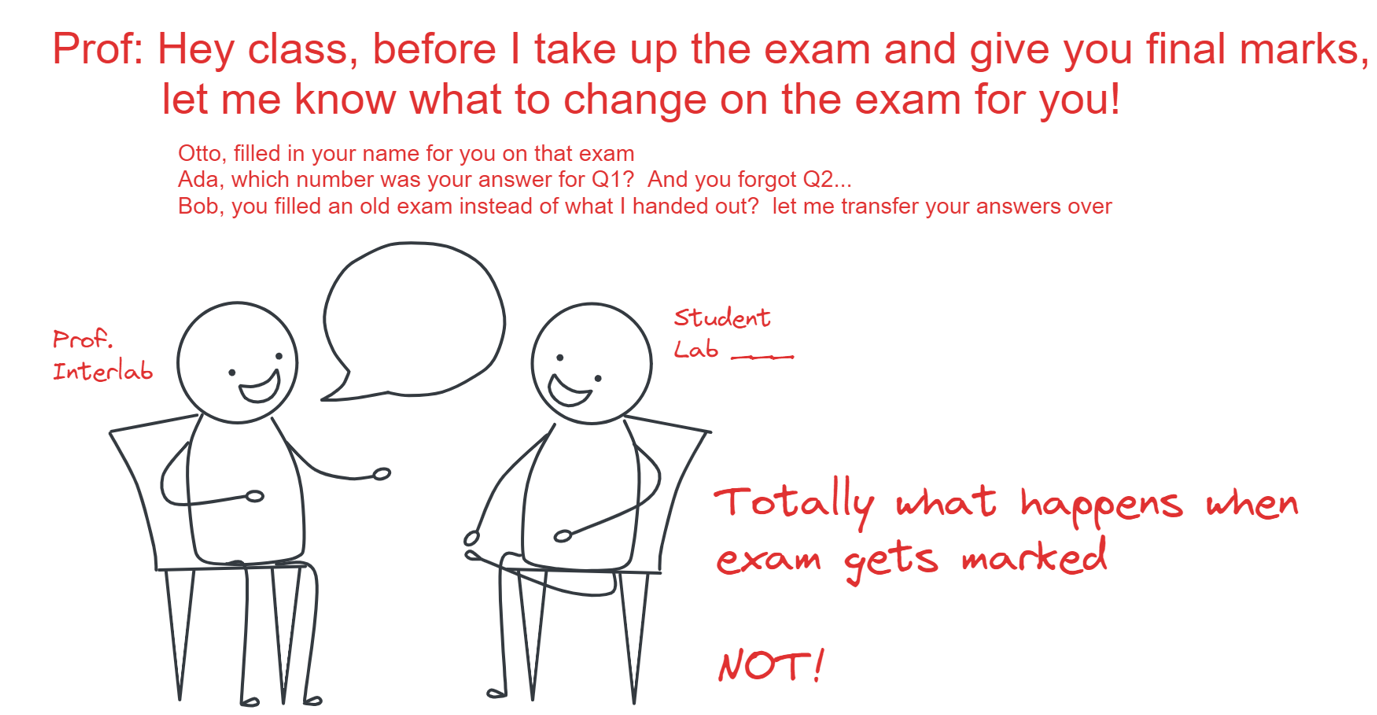 Prof: Hey class, before I take up the exam and give you final marks,
let me know what to change on the exam for you!
Otto, filled in your name for you on that exam
Ada, which number was your answer for Q1? And you forgot Q2...
Bob, you filled an old exam instead of what I handed out? let me transfer your answers over
Prof.
Interlab
Student
Lab ____
Totally what happens when
exam gets marked
NOT!